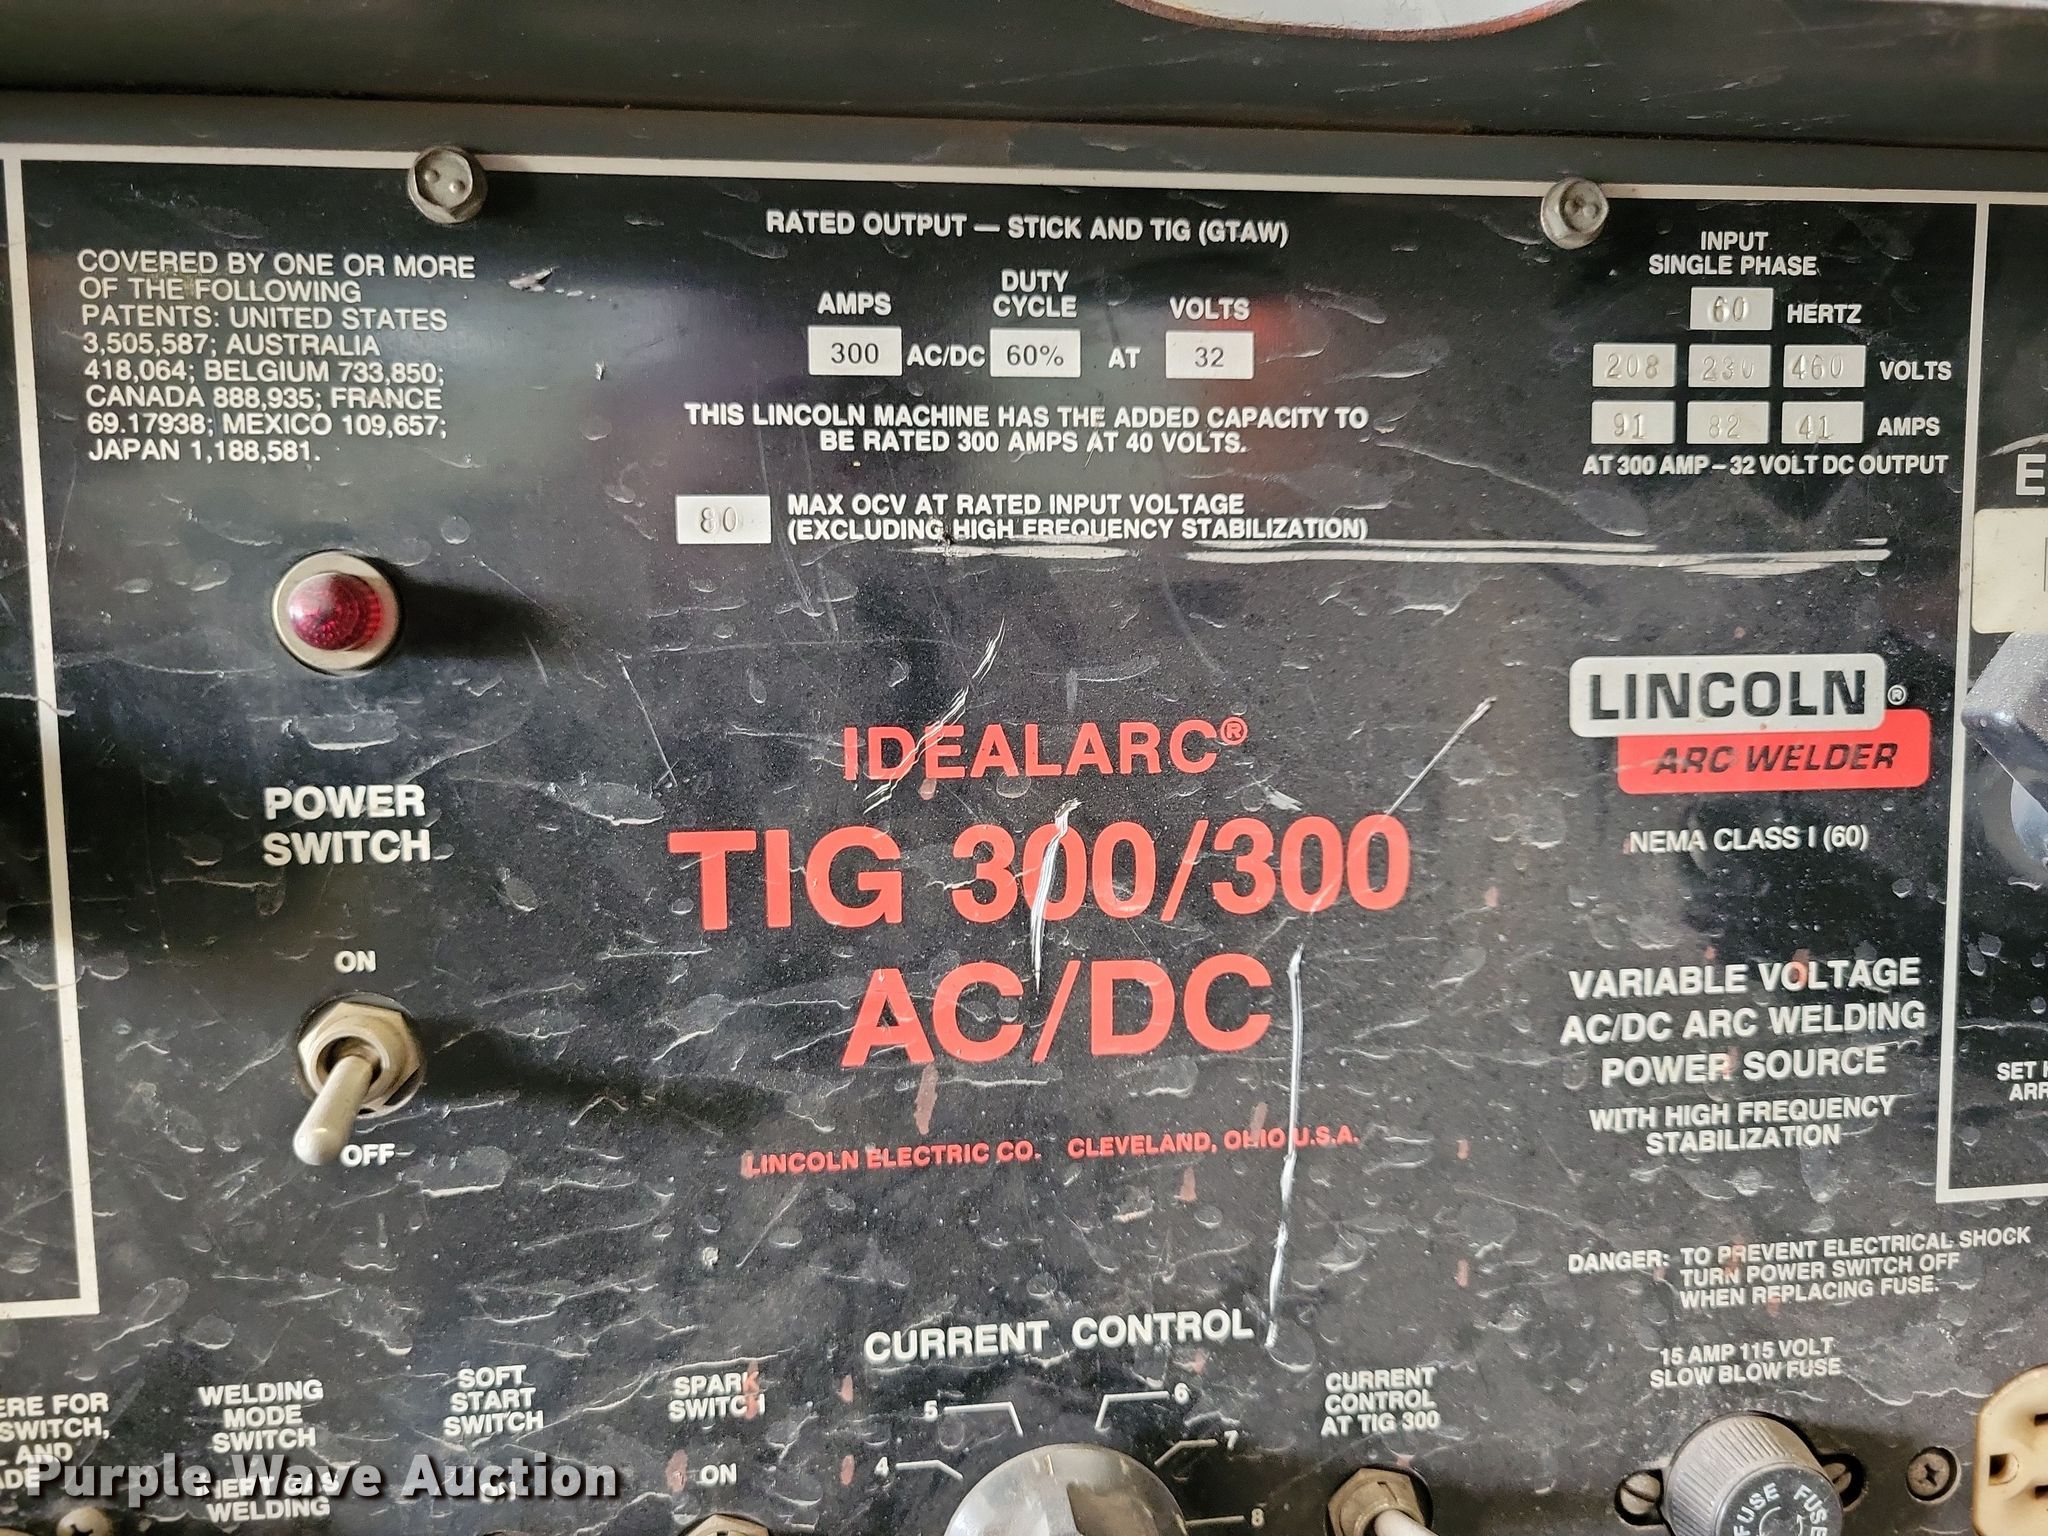 COVERED BY ONE OR MORE
OF THE FOLLOWING
PATENTS: UNITED STATES
3,505,587; AUSTRALIA
418,064; BELGIUM 733,850;
CANADA 888,935; FRANCE
69.17938; MEXICO 109,657;
JAPAN 1,188,581.
RATED OUTPUT — STICK AND TIG (GTAW)
AMPS DUTY CYCLE VOLTS
300 AC/DC 60% AT 32
THIS LINCOLN MACHINE HAS THE ADDED CAPACITY TO
BE RATED 300 AMPS AT 40 VOLTS.
80 MAX OCV AT RATED INPUT VOLTAGE
(EXCLUDING HIGH FREQUENCY STABILIZATION)
INPUT
SINGLE PHASE
60 HERTZ
208 230 460 VOLTS
91 82 41 AMPS
AT 300 AMP – 32 VOLT DC OUTPUT
POWER
SWITCH
ON
OFF
IDEALARC®
TIG 300/300
AC/DC
LINCOLN ELECTRIC CO. CLEVELAND, OHIO U.S.A.
LINCOLN®
ARC WELDER
NEMA CLASS I (60)
VARIABLE VOLTAGE
AC/DC ARC WELDING
POWER SOURCE
WITH HIGH FREQUENCY
STABILIZATION
SET
DANGER: TO PREVENT ELECTRICAL SHOCK
TURN POWER SWITCH OFF
WHEN REPLACING FUSE.
15 AMP 115 VOLT
SLOW BLOW FUSE
FUSE FUSE
CURRENT CONTROL
4 5 6 7 8
CURRENT
CONTROL
AT TIG 300
SPARK
SWITCH
ON
SOFT
START
SWITCH
ON
WELDING
MODE
SWITCH
WELDING
FOR
SWITCH,
AND
Purple Wave Auction